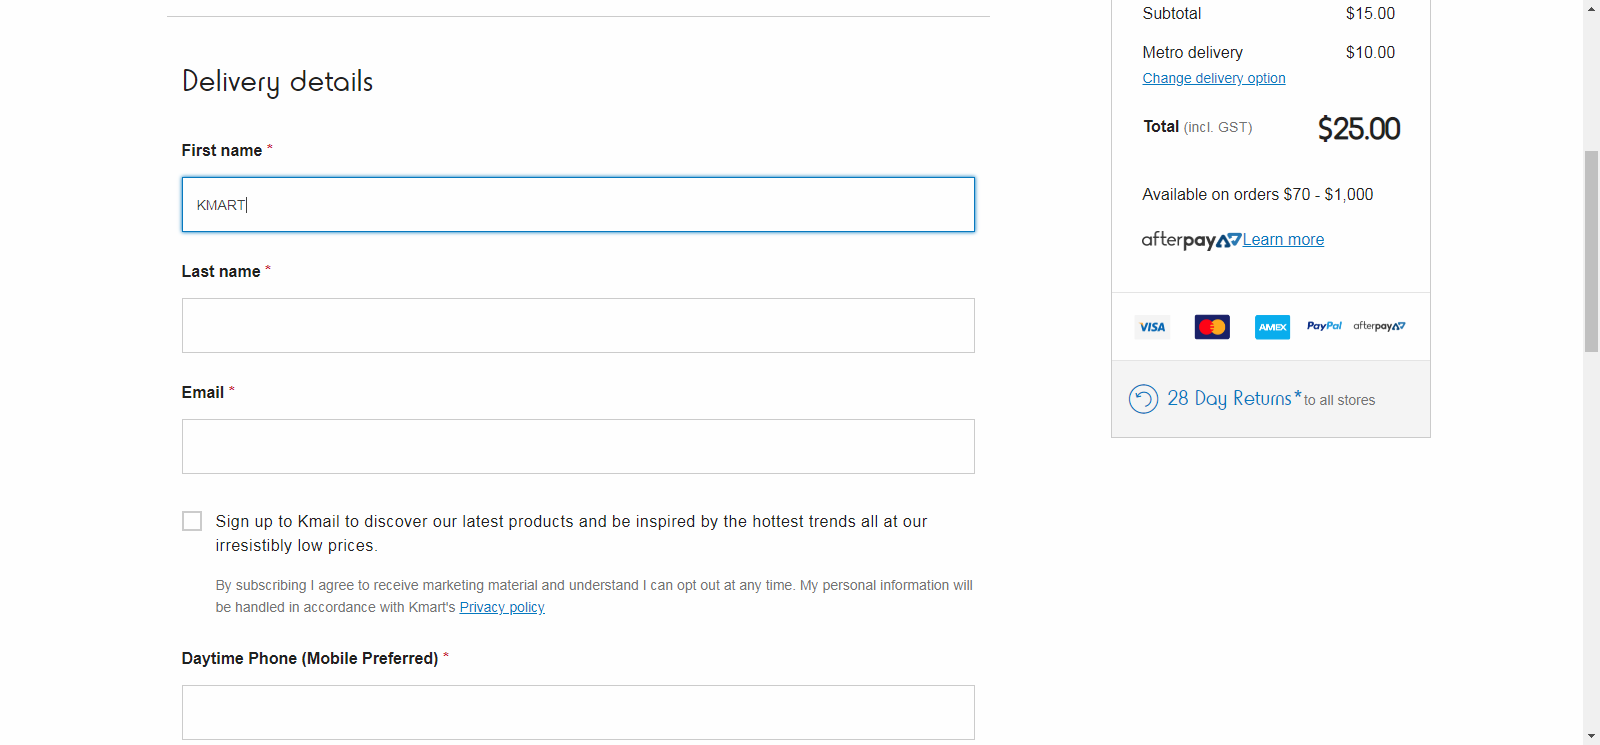 Delivery details
First name *
KMART
Last name *
Email *
Sign up to Kmail to discover our latest products and be inspired by the hottest trends all at our
irresistibly low prices.
By subscribing I agree to receive marketing material and understand I can opt out at any time. My personal information will
be handled in accordance with Kmart's Privacy policy
Daytime Phone (Mobile Preferred) *
Subtotal $15.00
Metro delivery $10.00
Change delivery option
Total (incl. GST) $25.00
Available on orders $70 - $1,000
afterpay Learn more
VISA AMEX PayPal afterpay
28 Day Returns* to all stores